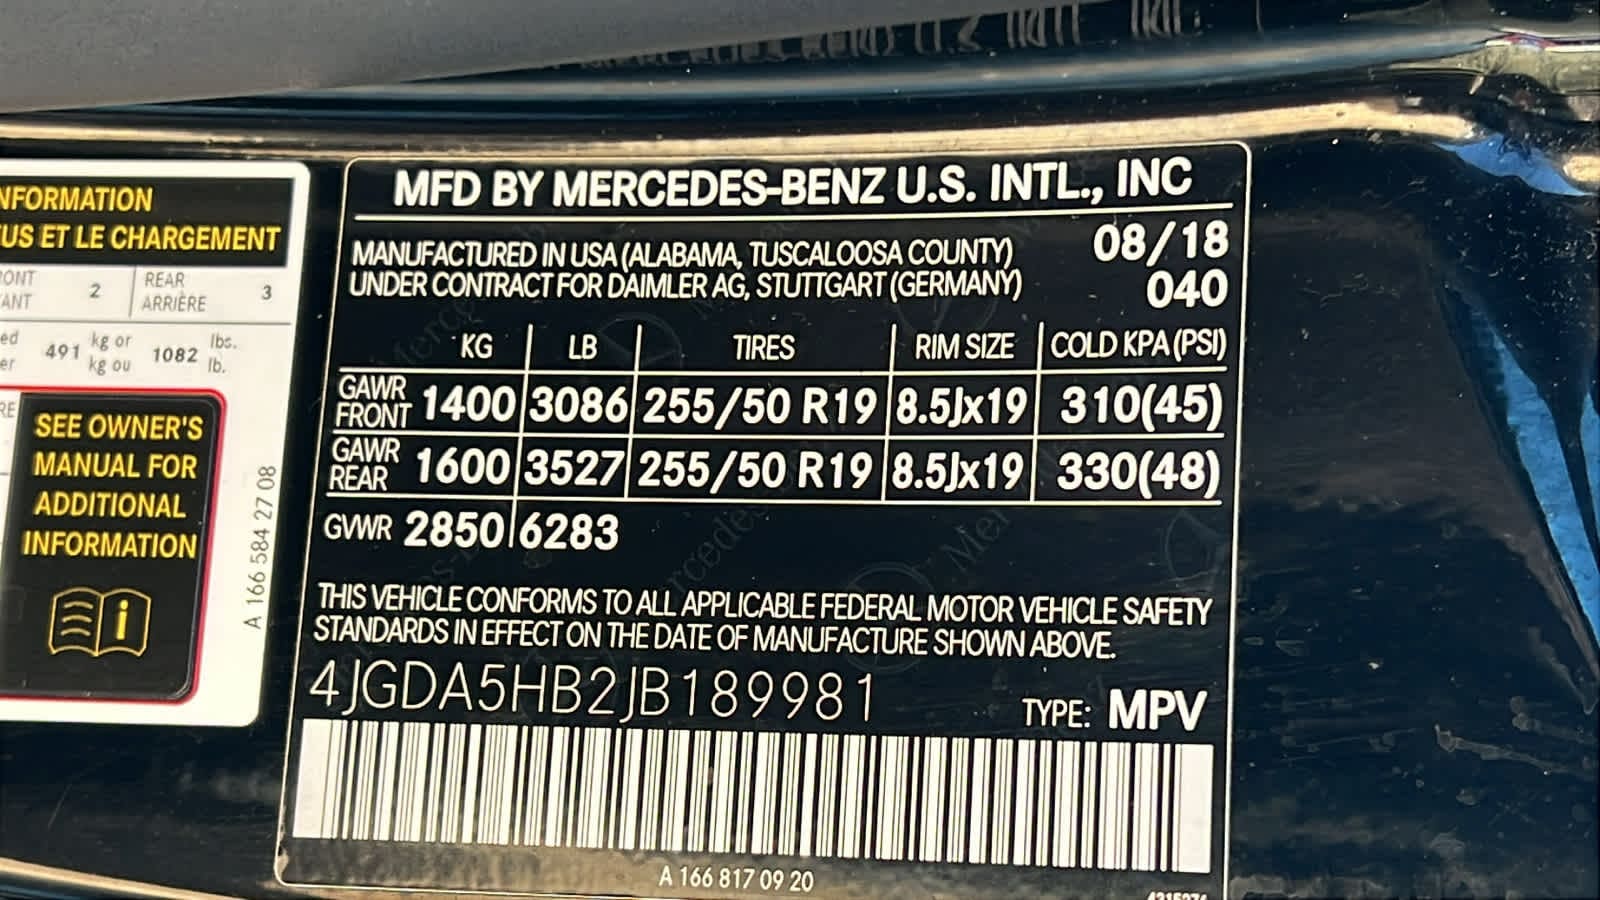 NFORMATION
US ET LE CHARGEMENT
2
REAR
ARRIÈRE
3
491
kg or
kg ou
1082
lbs.
lb.
SEE OWNER'S
MANUAL FOR
ADDITIONAL
INFORMATION
A 166 584 27 08
MFD BY MERCEDES-BENZ U.S. INTL., INC
MANUFACTURED IN USA (ALABAMA, TUSCALOOSA COUNTY) 08/18
UNDER CONTRACT FOR DAIMLER AG, STUTTGART (GERMANY) 040
KG LB TIRES RIM SIZE COLD KPA (PSI)
GAWR FRONT 1400 3086 255/50 R19 8.5Jx19 310(45)
GAWR REAR 1600 3527 255/50 R19 8.5Jx19 330(48)
GVWR 2850 6283
THIS VEHICLE CONFORMS TO ALL APPLICABLE FEDERAL MOTOR VEHICLE SAFETY
STANDARDS IN EFFECT ON THE DATE OF MANUFACTURE SHOWN ABOVE.
4JGDA5HB2JB189981 TYPE: MPV
A 166 817 09 20